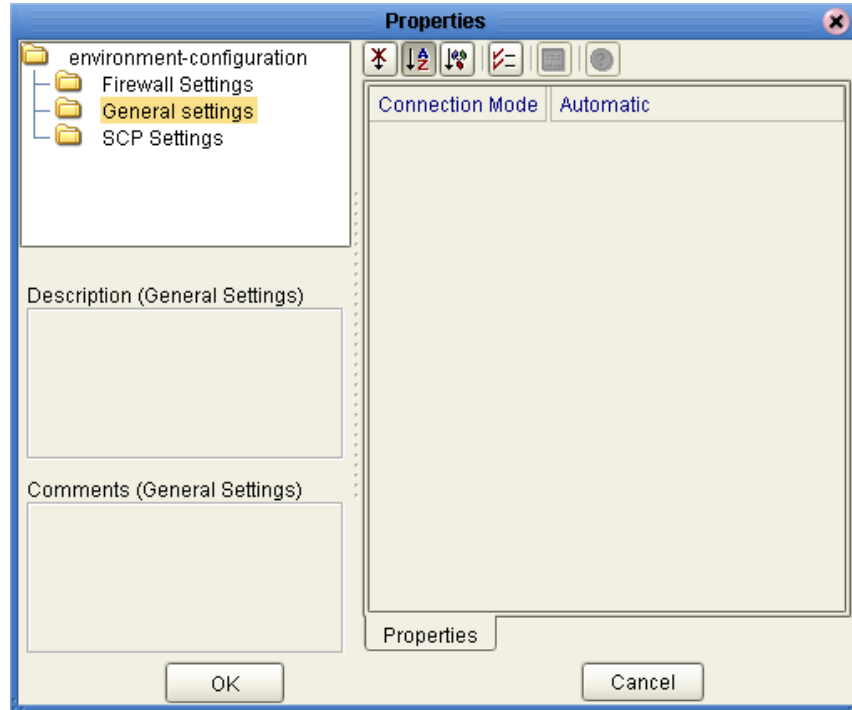 Properties
environment-configuration
Firewall Settings
General settings
SCP Settings
Connection Mode Automatic
Description (General Settings)
Comments (General Settings)
Properties
OK Cancel